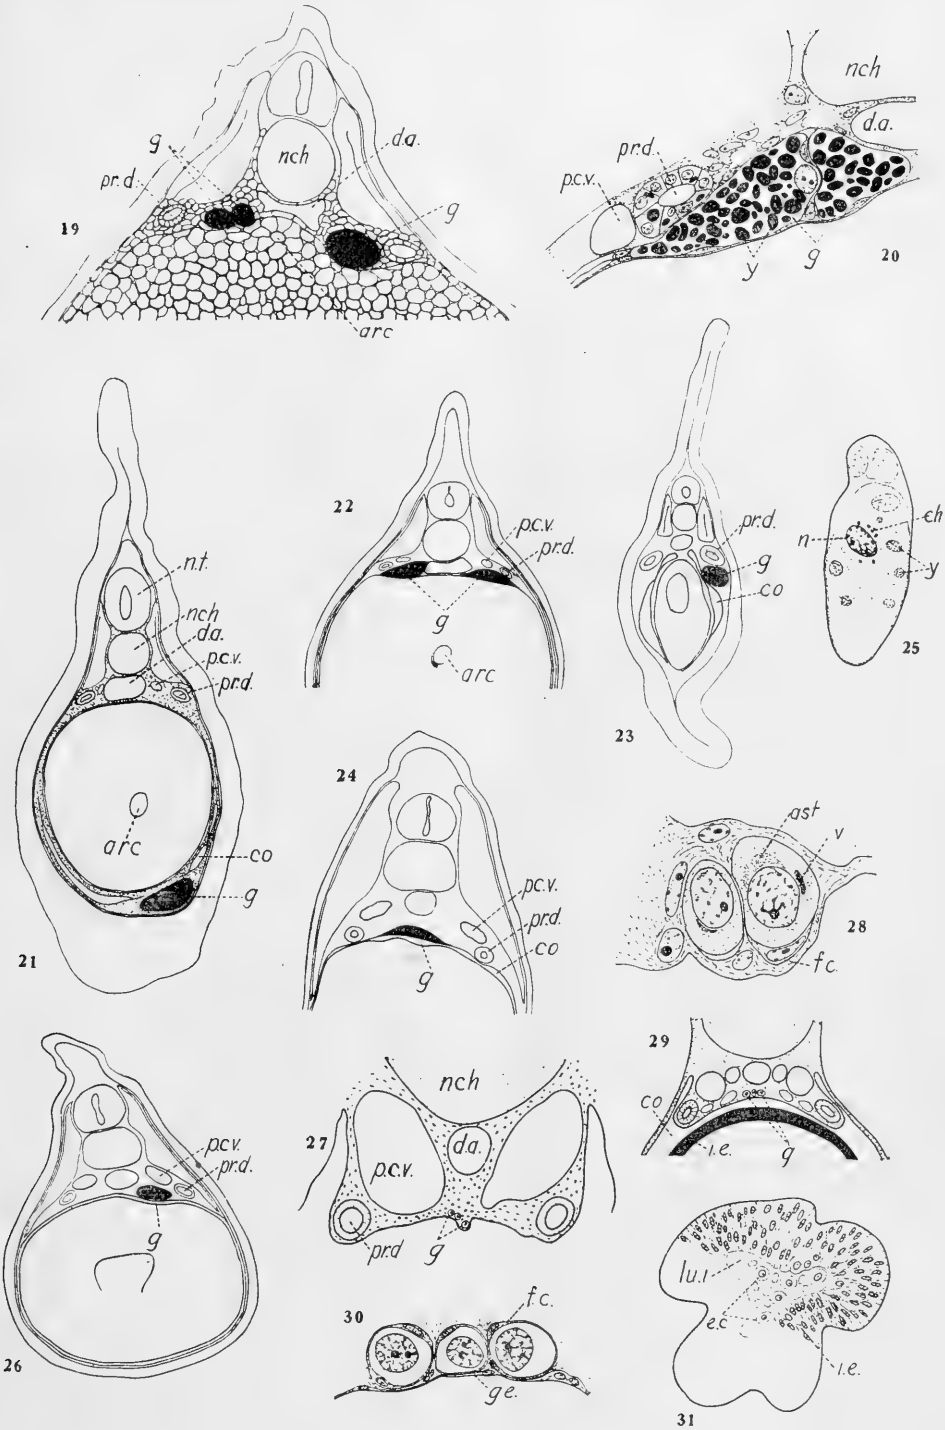 g
nch
d.a.
pr.d.
g
19
arc
nch
d.a.
pr.d.
p.c.v.
y
g
20
n.t.
nch
d.a.
p.c.v.
pr.d.
arc
co
g
21
22
p.c.v.
pr.d.
g
arc
pr.d.
g
co
23
ch
n
y
25
24
p.c.v.
pr.d.
co
g
ast
v
28
f.c.
26
p.c.v.
pr.d.
g
nch
27
d.a.
p.c.v.
pr.d
g
29
co
i.e.
g
30
f.c.
g.e.
lu.i
e.c
i.e.
31